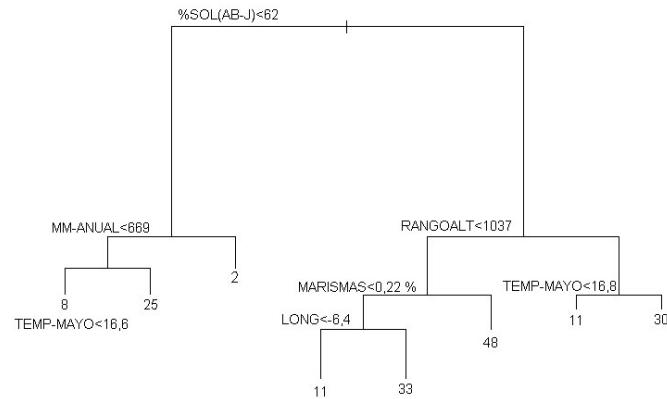 %SOL(AB-J)<62
MM-ANUAL<669
RANGOALT<1037
2
MARISMAS<0,22 %
TEMP-MAYO<16,8
8
25
TEMP-MAYO<16,6
LONG<-6,4
48
11
30
11
33